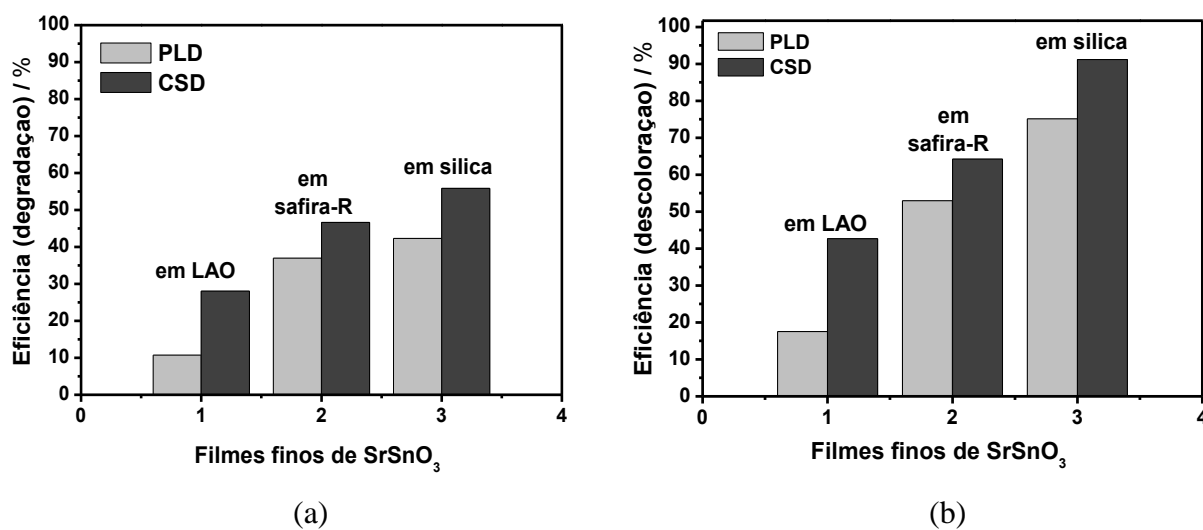 Eficiência (degradaçao) / %
100
90
80
70
60
50
40
30
20
10
0
PLD
CSD
em LAO
em
safira-R
em silica
0 1 2 3 4
Filmes finos de SrSnO₃
(a)
Eficiência (descoloraçao) / %
100
90
80
70
60
50
40
30
20
10
0
PLD
CSD
em LAO
em
safira-R
em silica
0 1 2 3 4
Filmes finos de SrSnO₃
(b)